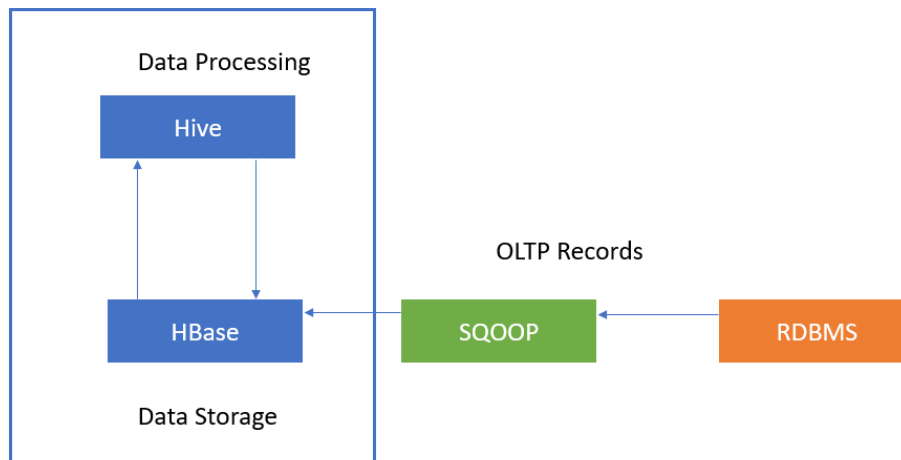 Data Processing
Hive
OLTP Records
HBase
SQOOP
RDBMS
Data Storage